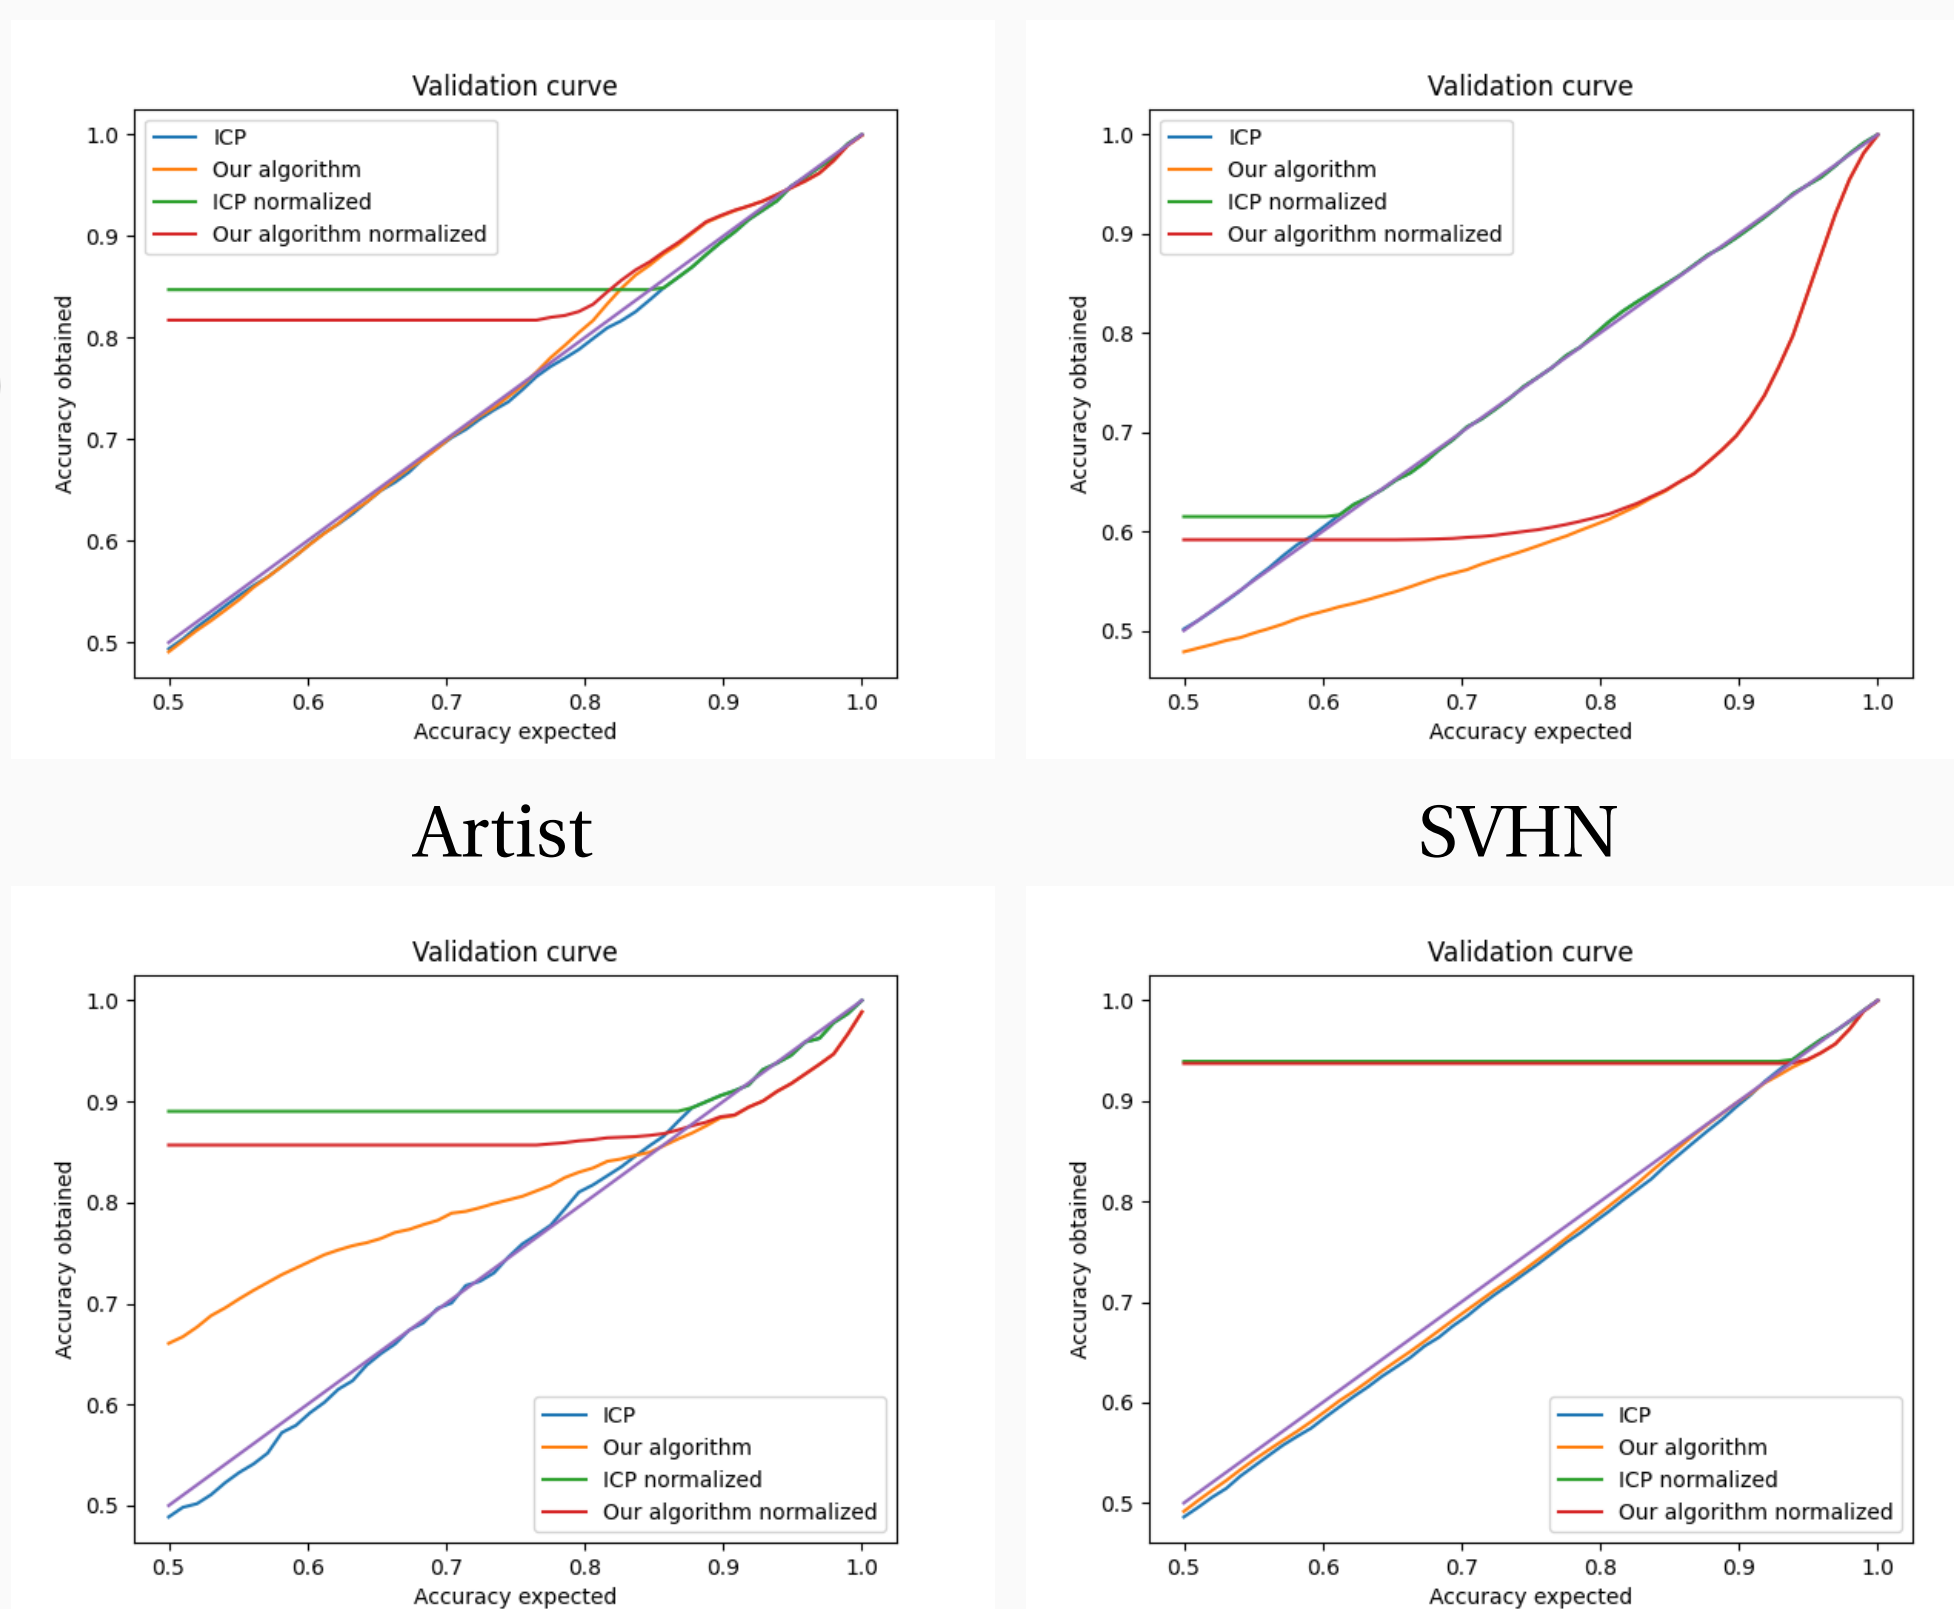 Validation curve
ICP
Our algorithm
ICP normalized
Our algorithm normalized
Accuracy obtained
1.0
0.9
0.8
0.7
0.6
0.5
0.5 0.6 0.7 0.8 0.9 1.0
Accuracy expected
Validation curve
ICP
Our algorithm
ICP normalized
Our algorithm normalized
Accuracy obtained
1.0
0.9
0.8
0.7
0.6
0.5
0.5 0.6 0.7 0.8 0.9 1.0
Accuracy expected
Artist
SVHN
Validation curve
Accuracy obtained
1.0
0.9
0.8
0.7
0.6
0.5
ICP
Our algorithm
ICP normalized
Our algorithm normalized
0.5 0.6 0.7 0.8 0.9 1.0
Accuracy expected
Validation curve
Accuracy obtained
1.0
0.9
0.8
0.7
0.6
0.5
ICP
Our algorithm
ICP normalized
Our algorithm normalized
0.5 0.6 0.7 0.8 0.9 1.0
Accuracy expected